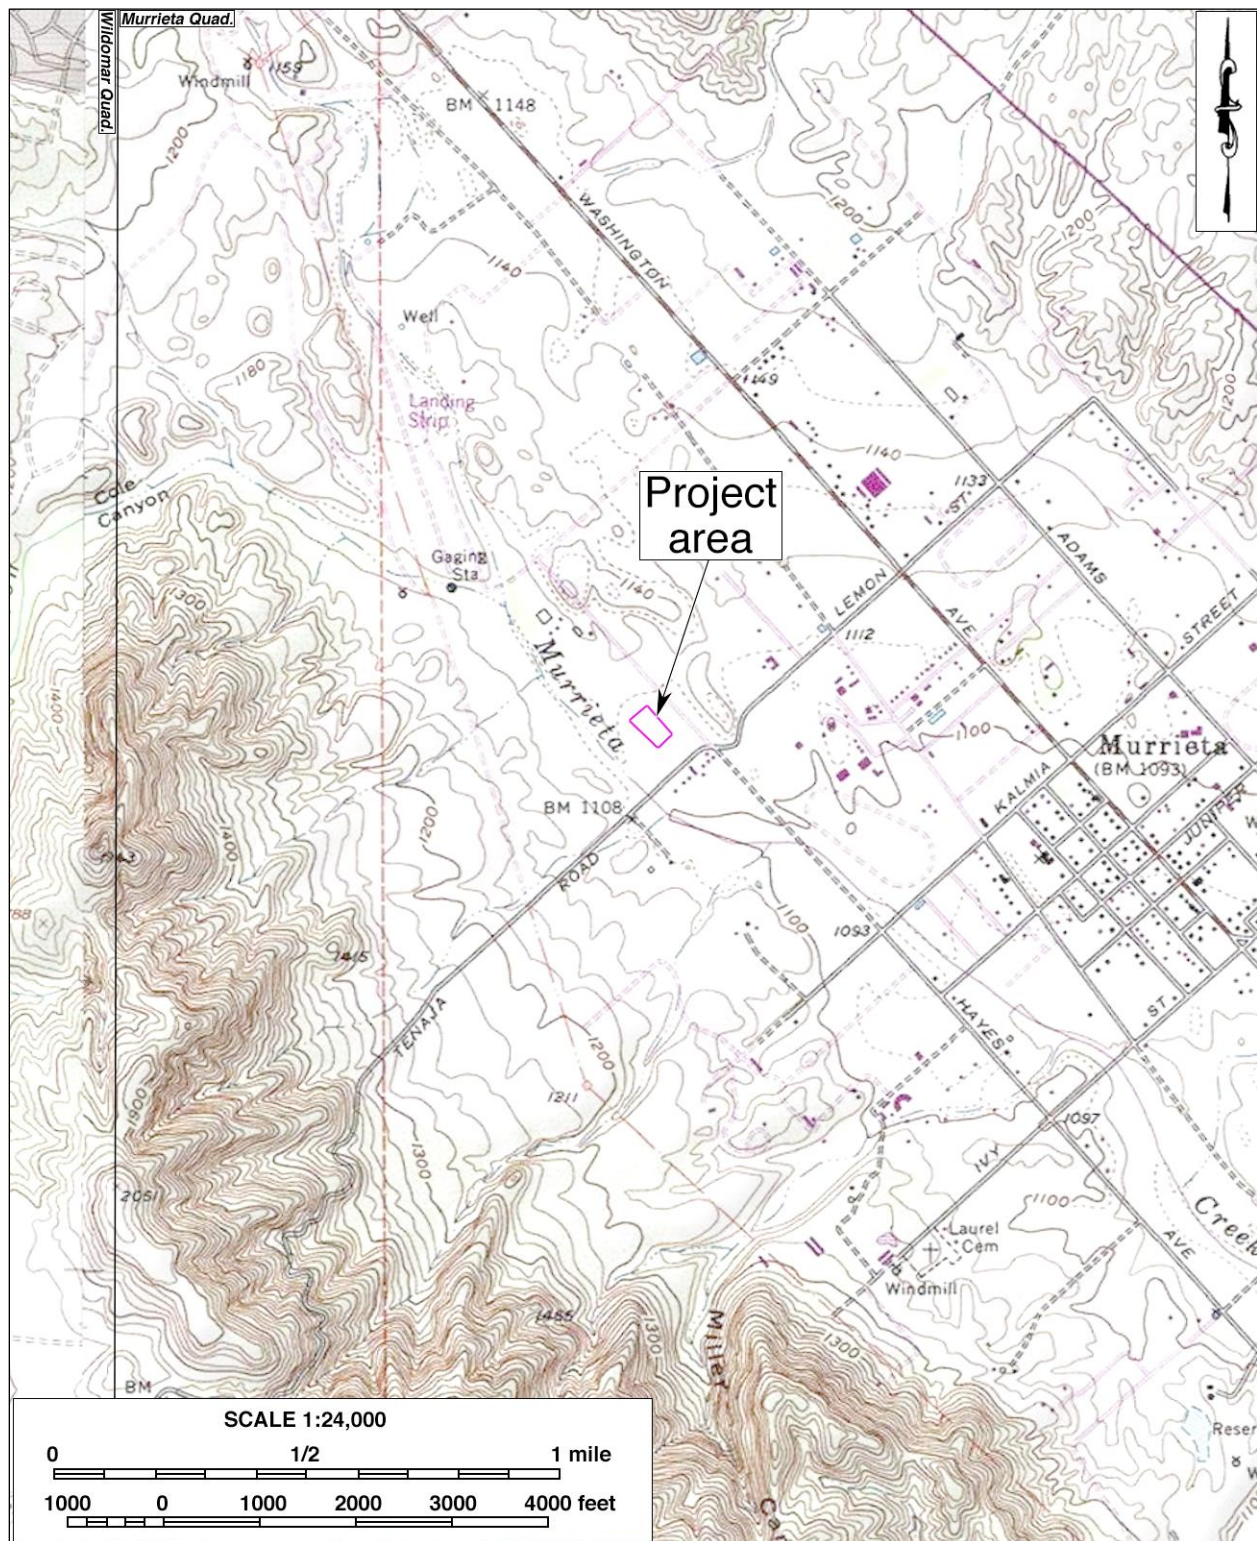 Murrieta Quad.
Wildomar Quad.
Windmill
1159
BM 1148
1200
WASHINGTON
1200
1200
1140
Well
1149
1180
1200
Landing
Strip
1140
Project
area
1133
ST
Cole
Canyon
ADAMS
Gaging
Sta
1140
LEMON
1300
AVE
STREET
1112
Murrieta
1400
1100
Murrieta
(BM 1093)
KALMIA
BM 1108
JUNIPER
1200
1400
ROAD
1100
1093
1415
HAYES
ST
TENAJA
1200
1211
1900
1097
IVY
1300
2051
1100
Creek
Laurel
Cem
AVE
Windmill
1455
1300
Miller
1300
BM
SCALE 1:24,000
0 1/2 1 mile
1000 0 1000 2000 3000 4000 feet